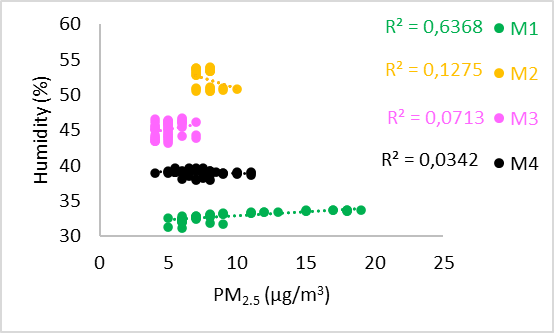 60
55
50
45
40
35
30
Humidity (%)
R² = 0,6368 M1
R² = 0,1275 M2
R² = 0,0713 M3
R² = 0,0342 M4
0 5 10 15 20 25
PM2.5 (µg/m³)